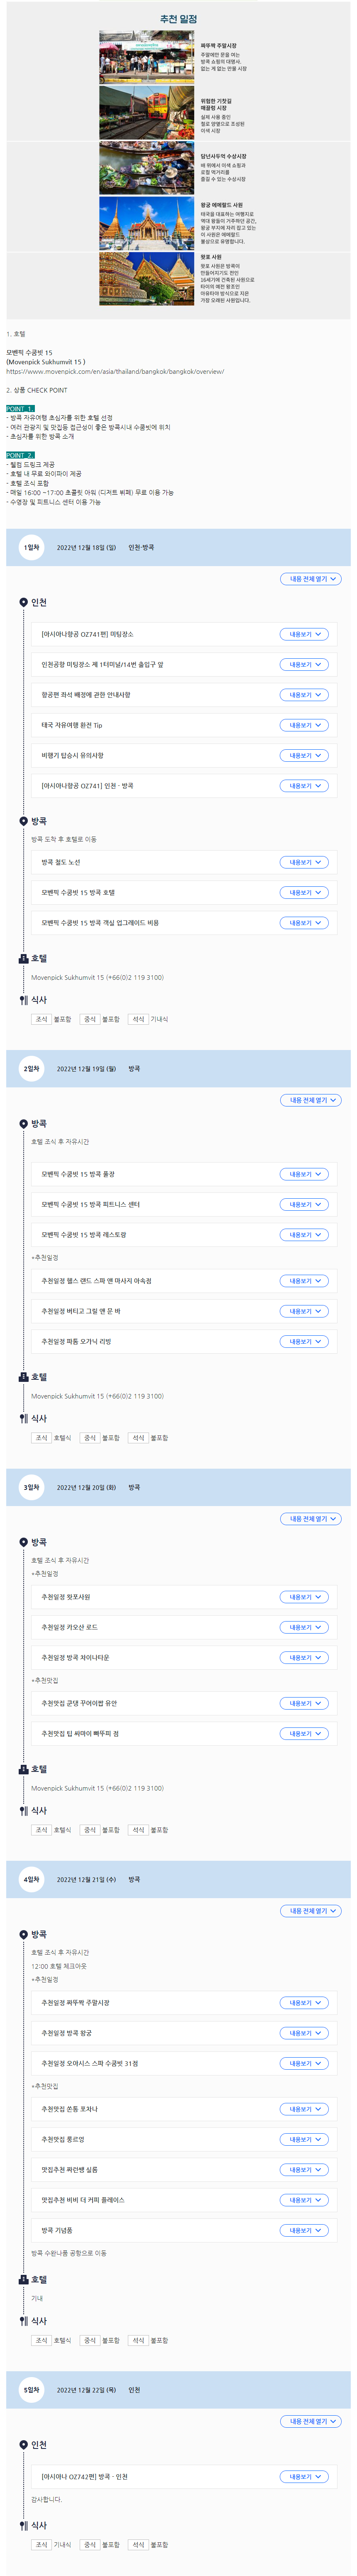 추천 일정
짜뚜짝 주말시장
주말에만 문을 여는
방콕 쇼핑의 대명사.
없는 게 없는 만물 시장
위험한 기찻길
매끌렁 시장
실제 사용 중인
철로 양옆으로 조성된
이색 시장
담넌사두억 수상시장
배 위에서 이색 쇼핑과
로컬 먹거리를
즐길 수 있는 수상시장
왕궁 에메랄드 사원
태국을 대표하는 여행지로
역대 왕들이 거주하던 공간,
왕궁 부지에 자리 잡고 있는
이 사원은 에메랄드
불상으로 유명합니다.
왓포 사원
왓포 사원은 방콕이
만들어지기도 전인
16세기에 건축된 사원으로
타이의 예전 왕조인
아유타야 방식으로 지은
가장 오래된 사원입니다.
1. 호텔
모벤픽 수쿰빗 15
(Movenpick Sukhumvit 15 )
https://www.movenpick.com/en/asia/thailand/bangkok/bangkok/overview/
2. 상품 CHECK POINT
POINT_1.
- 방콕 자유여행 초심자를 위한 호텔 선정
- 여러 관광지 및 맛집등 접근성이 좋은 방콕시내 수쿰빗에 위치
- 초심자를 위한 방콕 소개
POINT_2.
- 웰컴 드링크 제공
- 호텔 내 무료 와이파이 제공
- 호텔 조식 포함
- 매일 16:00 ~17:00 초콜릿 아워 (디저트 뷔페) 무료 이용 가능
- 수영장 및 피트니스 센터 이용 가능
1일차 2022년 12월 18일 (일) 인천-방콕
내용 전체 열기
인천
[아시아나항공 OZ741편] 미팅장소 내용보기
인천공항 미팅장소 제 1터미널/14번 출입구 앞 내용보기
항공편 좌석 배정에 관한 안내사항 내용보기
태국 자유여행 환전 Tip 내용보기
비행기 탑승시 유의사항 내용보기
[아시아나항공 OZ741] 인천 - 방콕 내용보기
방콕
방콕 도착 후 호텔로 이동
방콕 철도 노선 내용보기
모벤픽 수쿰빗 15 방콕 호텔 내용보기
모벤픽 수쿰빗 15 방콕 객실 업그레이드 비용 내용보기
호텔
Movenpick Sukhumvit 15 (+66(0)2 119 3100)
식사
조식 불포함 중식 불포함 석식 기내식
2일차 2022년 12월 19일 (월) 방콕
내용 전체 열기
방콕
호텔 조식 후 자유시간
모벤픽 수쿰빗 15 방콕 풀장 내용보기
모벤픽 수쿰빗 15 방콕 피트니스 센터 내용보기
모벤픽 수쿰빗 15 방콕 레스토랑 내용보기
+추천일정
추천일정 헬스 랜드 스파 앤 마사지 아속점 내용보기
추천일정 버티고 그릴 앤 문 바 내용보기
추천일정 파톰 오가닉 리빙 내용보기
호텔
Movenpick Sukhumvit 15 (+66(0)2 119 3100)
식사
조식 호텔식 중식 불포함 석식 불포함
3일차 2022년 12월 20일 (화) 방콕
내용 전체 열기
방콕
호텔 조식 후 자유시간
+추천일정
추천일정 왓포사원 내용보기
추천일정 카오산 로드 내용보기
추천일정 방콕 차이나타운 내용보기
+추천맛집
추천맛집 쿤댕 꾸어이짭 유안 내용보기
추천맛집 팁 싸마이 빠뚜피 점 내용보기
호텔
Movenpick Sukhumvit 15 (+66(0)2 119 3100)
식사
조식 호텔식 중식 불포함 석식 불포함
4일차 2022년 12월 21일 (수) 방콕
내용 전체 열기
방콕
호텔 조식 후 자유시간
12:00 호텔 체크아웃
+추천일정
추천일정 짜뚜짝 주말시장 내용보기
추천일정 방콕 왕궁 내용보기
추천일정 오아시스 스파 수쿰빗 31점 내용보기
+추천맛집
추천맛집 쏜통 포차나 내용보기
추천맛집 룽르엉 내용보기
맛집추천 짜런쌩 실롬 내용보기
맛집추천 비비 더 커피 플레이스 내용보기
방콕 기념품 내용보기
방콕 수완나품 공항으로 이동
호텔
기내
식사
조식 호텔식 중식 불포함 석식 불포함
5일차 2022년 12월 22일 (목) 인천
내용 전체 열기
인천
[아시아나 OZ742편] 방콕 - 인천 내용보기
감사합니다.
식사
조식 기내식 중식 불포함 석식 불포함